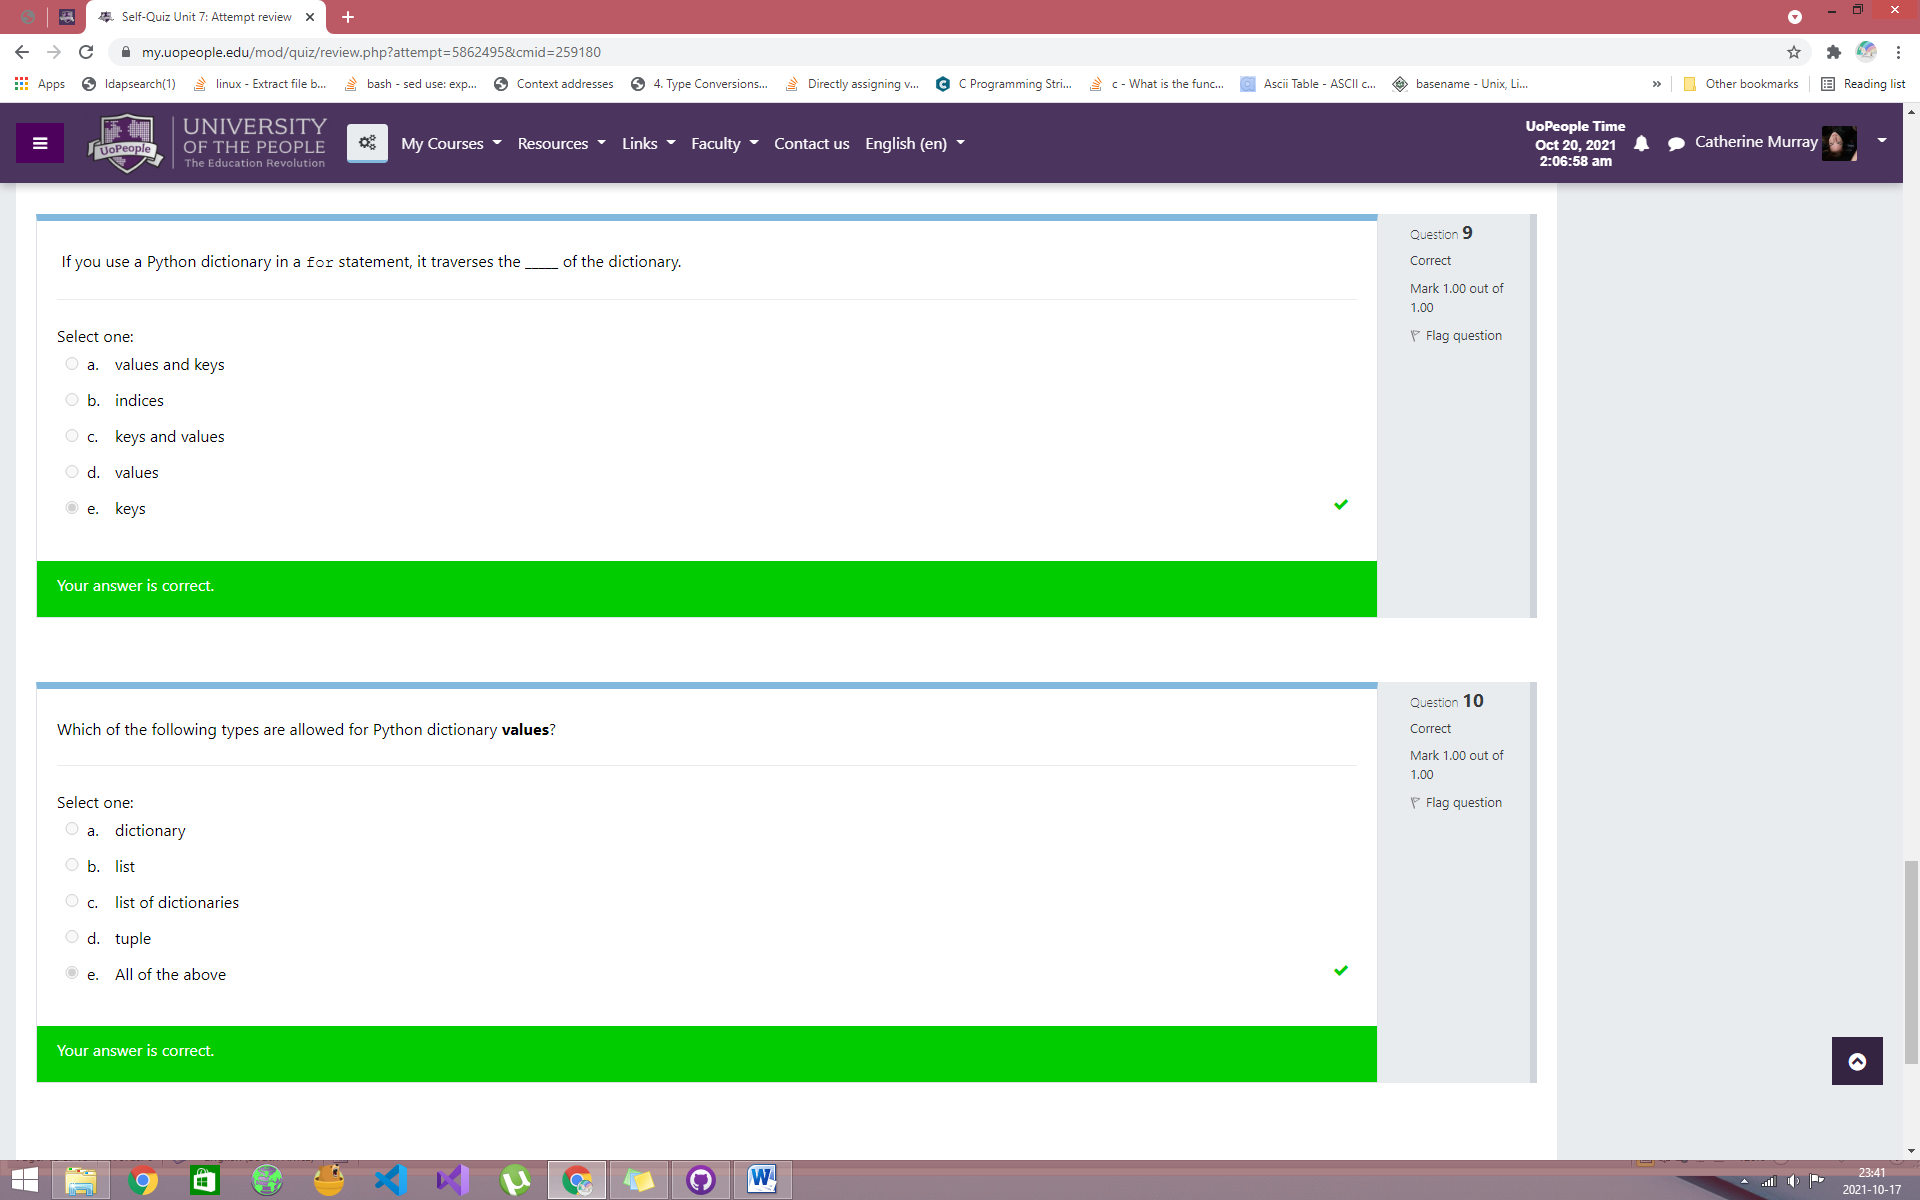 Self-Quiz Unit 7: Attempt review
my.uopeople.edu/mod/quiz/review.php?attempt=5862495&cmid=259180
Apps
ldapsearch(1)
linux - Extract file b...
bash - sed use: exp...
Context addresses
4. Type Conversions...
Directly assigning v...
C Programming Stri...
c - What is the func...
Ascii Table - ASCII c...
basename - Unix, Li...
»
Other bookmarks
Reading list
UoPeople
UNIVERSITY
OF THE PEOPLE
The Education Revolution
My Courses
Resources
Links
Faculty
Contact us
English (en)
UoPeople Time
Oct 20, 2021
2:06:58 am
Catherine Murray
If you use a Python dictionary in a for statement, it traverses the _____ of the dictionary.
Select one:
a. values and keys
b. indices
c. keys and values
d. values
e. keys
Your answer is correct.
Question 9
Correct
Mark 1.00 out of
1.00
Flag question
Which of the following types are allowed for Python dictionary values?
Select one:
a. dictionary
b. list
c. list of dictionaries
d. tuple
e. All of the above
Your answer is correct.
Question 10
Correct
Mark 1.00 out of
1.00
Flag question
23:41
2021-10-17